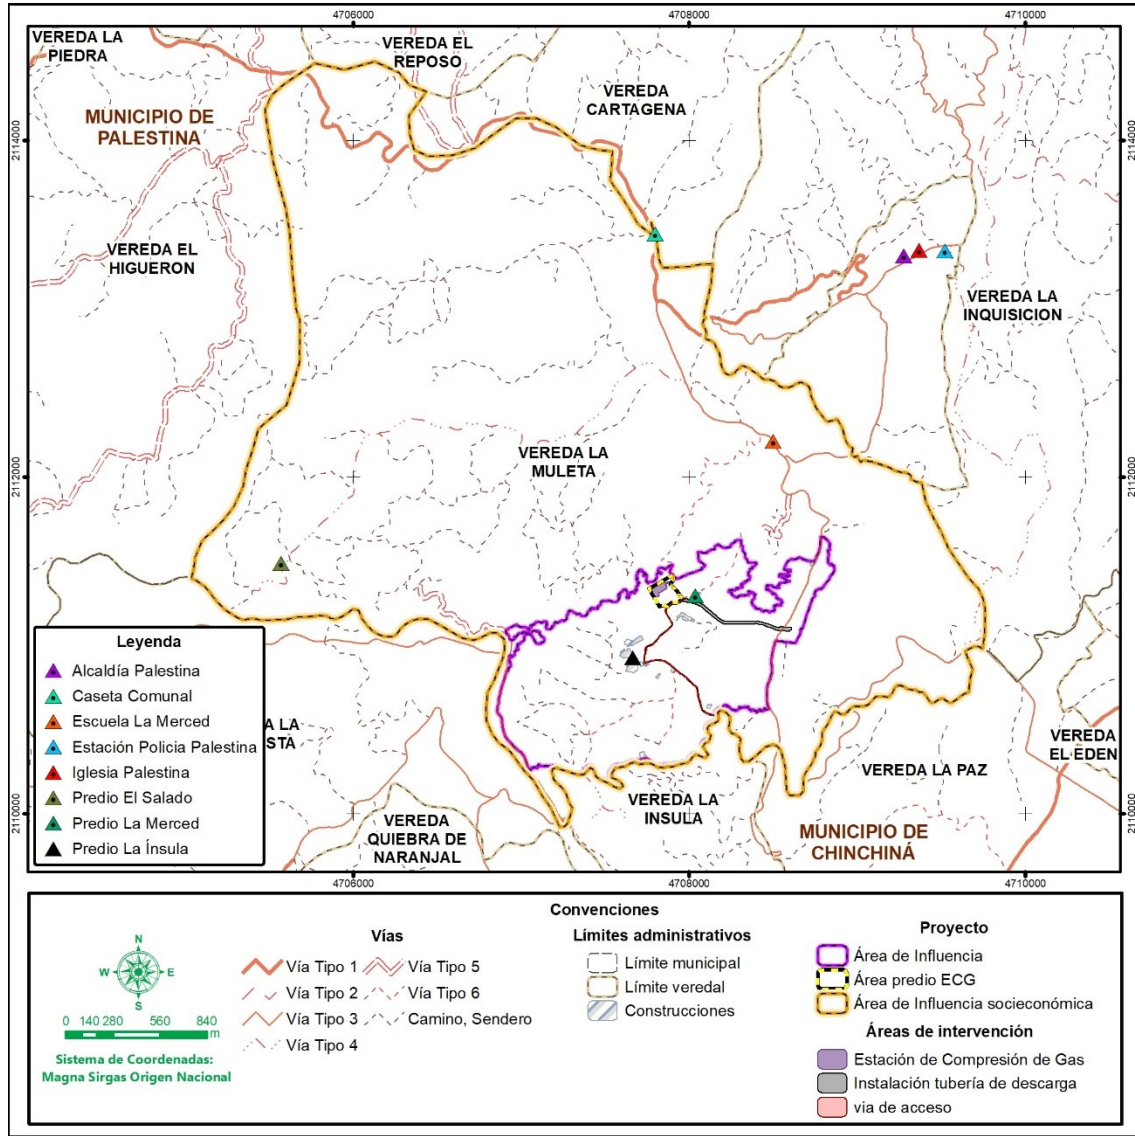 4706000
4708000
4710000
VEREDA LA
PIEDRA
VEREDA EL
REPOSO
VEREDA
CARTAGENA
MUNICIPIO DE
PALESTINA
2114000
2114000
VEREDA EL
HIGUERON
VEREDA LA
INQUISICION
VEREDA LA
MULETA
2112000
2112000
Leyenda
Alcaldía Palestina
Caseta Comunal
Escuela La Merced
Estación Policia Palestina
Iglesia Palestina
Predio El Salado
Predio La Merced
Predio La Ínsula
A LA
STA
VEREDA
EL EDEN
VEREDA LA PAZ
VEREDA LA
INSULA
2110000
2110000
VEREDA
QUIEBRA DE
NARANJAL
MUNICIPIO DE
CHINCHINÁ
4706000
4708000
4710000
Convenciones
N
W
E
S
0 140 280 560 840
m
Sistema de Coordenadas:
Magna Sirgas Origen Nacional
Vías
Vía Tipo 1
Vía Tipo 2
Vía Tipo 3
Vía Tipo 4
Vía Tipo 5
Vía Tipo 6
Camino, Sendero
Límites administrativos
Límite municipal
Límite veredal
Construcciones
Proyecto
Área de Influencia
Área predio ECG
Área de Influencia socieconómica
Áreas de intervención
Estación de Compresión de Gas
Instalación tubería de descarga
via de acceso